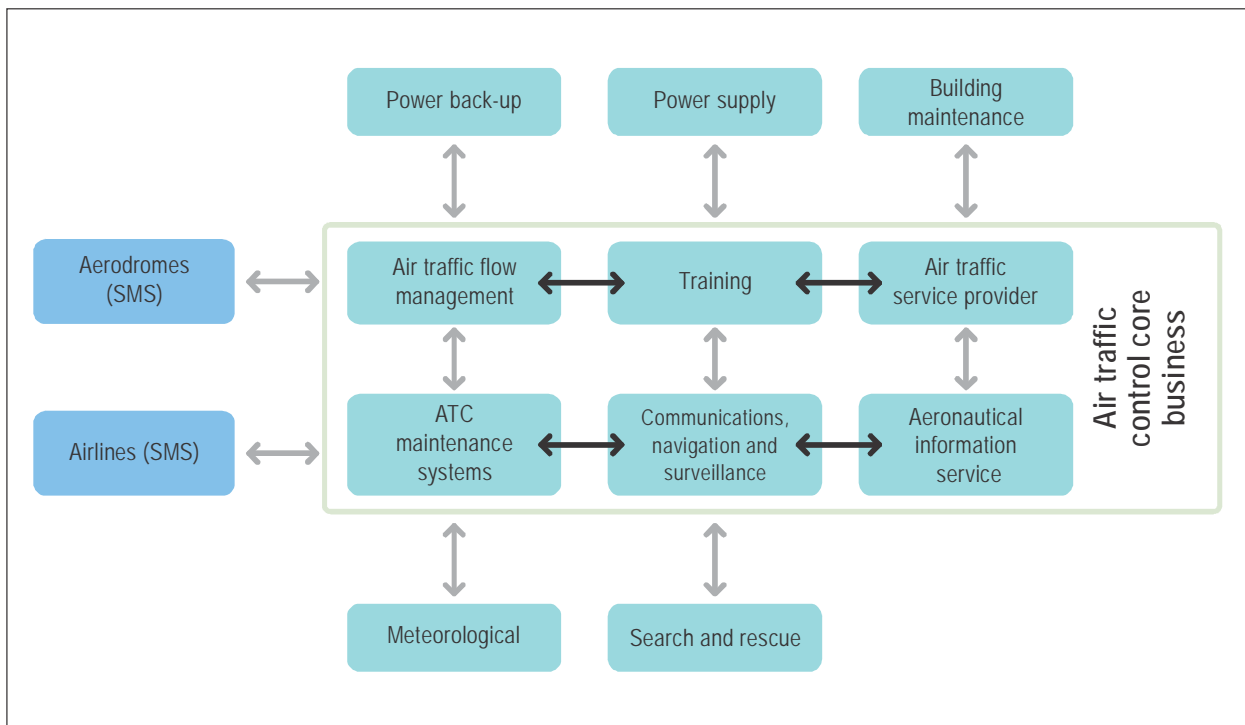 Power back-up
Power supply
Building
maintenance
Aerodromes
(SMS)
Air traffic flow
management
Training
Air traffic
service provider
Airlines (SMS)
ATC
maintenance
systems
Communications,
navigation and
surveillance
Aeronautical
information
service
Air traffic
control core
business
Meteorological
Search and rescue